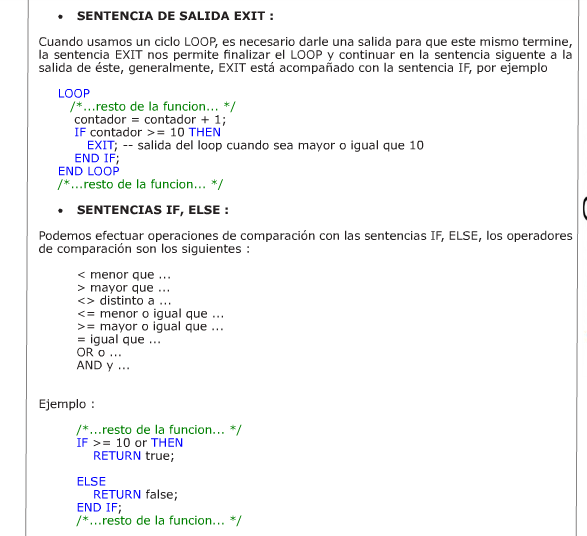 • SENTENCIA DE SALIDA EXIT :
Cuando usamos un ciclo LOOP, es necesario darle una salida para que este mismo termine,
la sentencia EXIT nos permite finalizar el LOOP y continuar en la sentencia siguente a la
salida de éste, generalmente, EXIT está acompañado con la sentencia IF, por ejemplo
LOOP
/*...resto de la funcion... */
contador = contador + 1;
IF contador >= 10 THEN
EXIT; -- salida del loop cuando sea mayor o igual que 10
END IF;
END LOOP
/*...resto de la funcion... */
• SENTENCIAS IF, ELSE :
Podemos efectuar operaciones de comparación con las sentencias IF, ELSE, los operadores
de comparación son los siguientes :
< menor que ...
> mayor que ...
<> distinto a ...
<= menor o igual que ...
>= mayor o igual que ...
= igual que ...
OR o ...
AND y ...
Ejemplo :
/*...resto de la funcion... */
IF >= 10 or THEN
RETURN true;
ELSE
RETURN false;
END IF;
/*...resto de la funcion... */